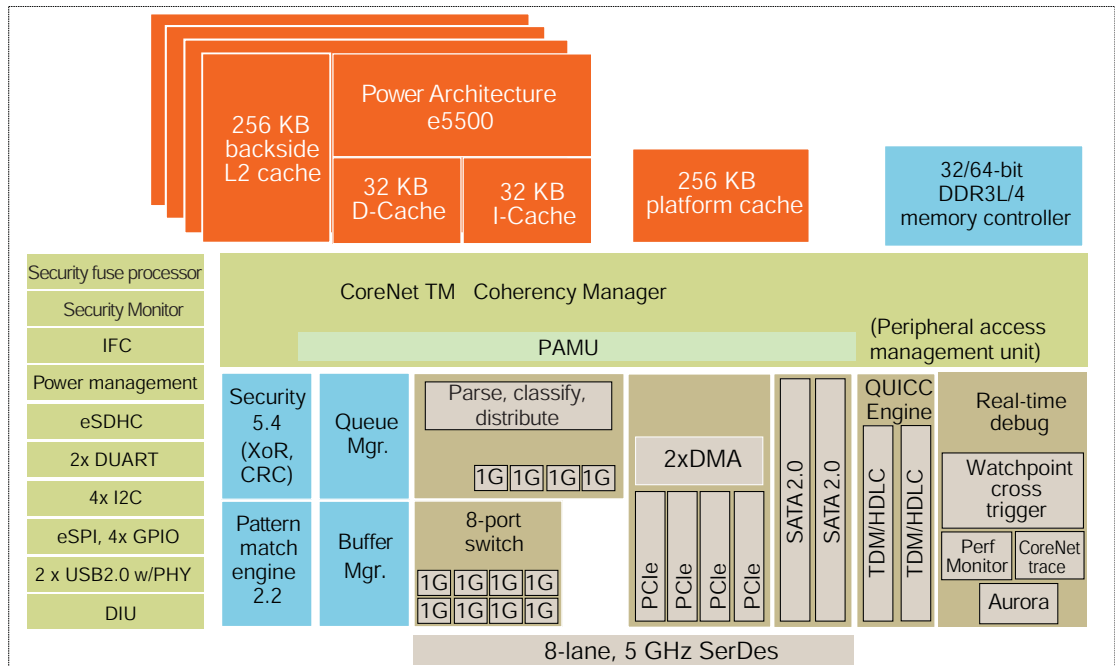 256 KB
backside
L2 cache
Power Architecture
e5500
32 KB
D-Cache
32 KB
I-Cache
256 KB
platform cache
32/64-bit
DDR3L/4
memory controller
Security fuse processor
Security Monitor
IFC
Power management
eSDHC
2x DUART
4x I2C
eSPI, 4x GPIO
2 x USB2.0 w/PHY
DIU
CoreNet TM Coherency Manager
PAMU
(Peripheral access
management unit)
Security
5.4
(XoR,
CRC)
Queue
Mgr.
Parse, classify,
distribute
1G 1G 1G 1G
Pattern
match
engine
2.2
Buffer
Mgr.
8-port
switch
1G 1G 1G 1G
1G 1G 1G 1G
2xDMA
PCIe
PCIe
PCIe
PCIe
SATA 2.0
SATA 2.0
QUICC
Engine
TDM/HDLC
TDM/HDLC
Real-time
debug
Watchpoint
cross
trigger
Perf
Monitor
CoreNet
trace
Aurora
8-lane, 5 GHz SerDes